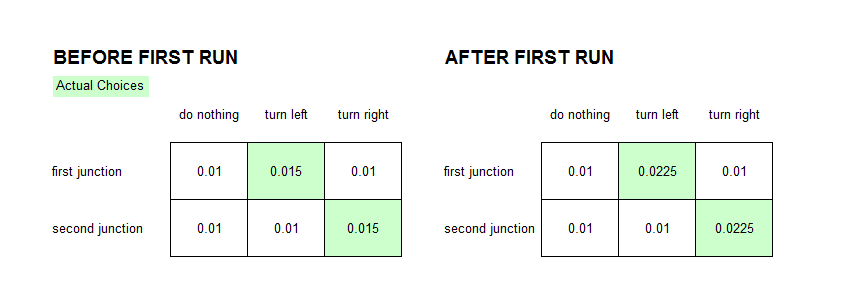 BEFORE FIRST RUN
Actual Choices
do nothing turn left turn right
first junction 0.01 0.015 0.01
second junction 0.01 0.01 0.015
AFTER FIRST RUN
do nothing turn left turn right
first junction 0.01 0.0225 0.01
second junction 0.01 0.01 0.0225